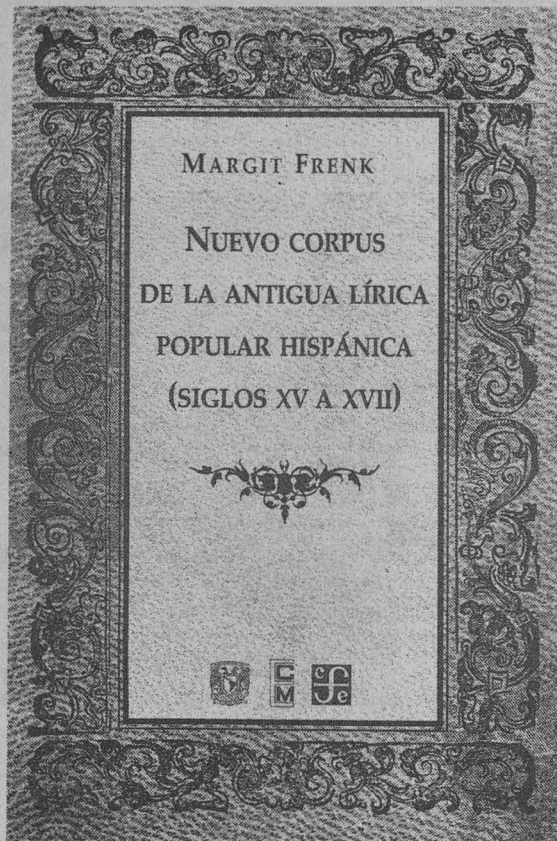 MARGIT FRENK
NUEVO CORPUS
DE LA ANTIGUA LÍRICA
POPULAR HISPÁNICA
(SIGLOS XV A XVII)
C
M
c f e